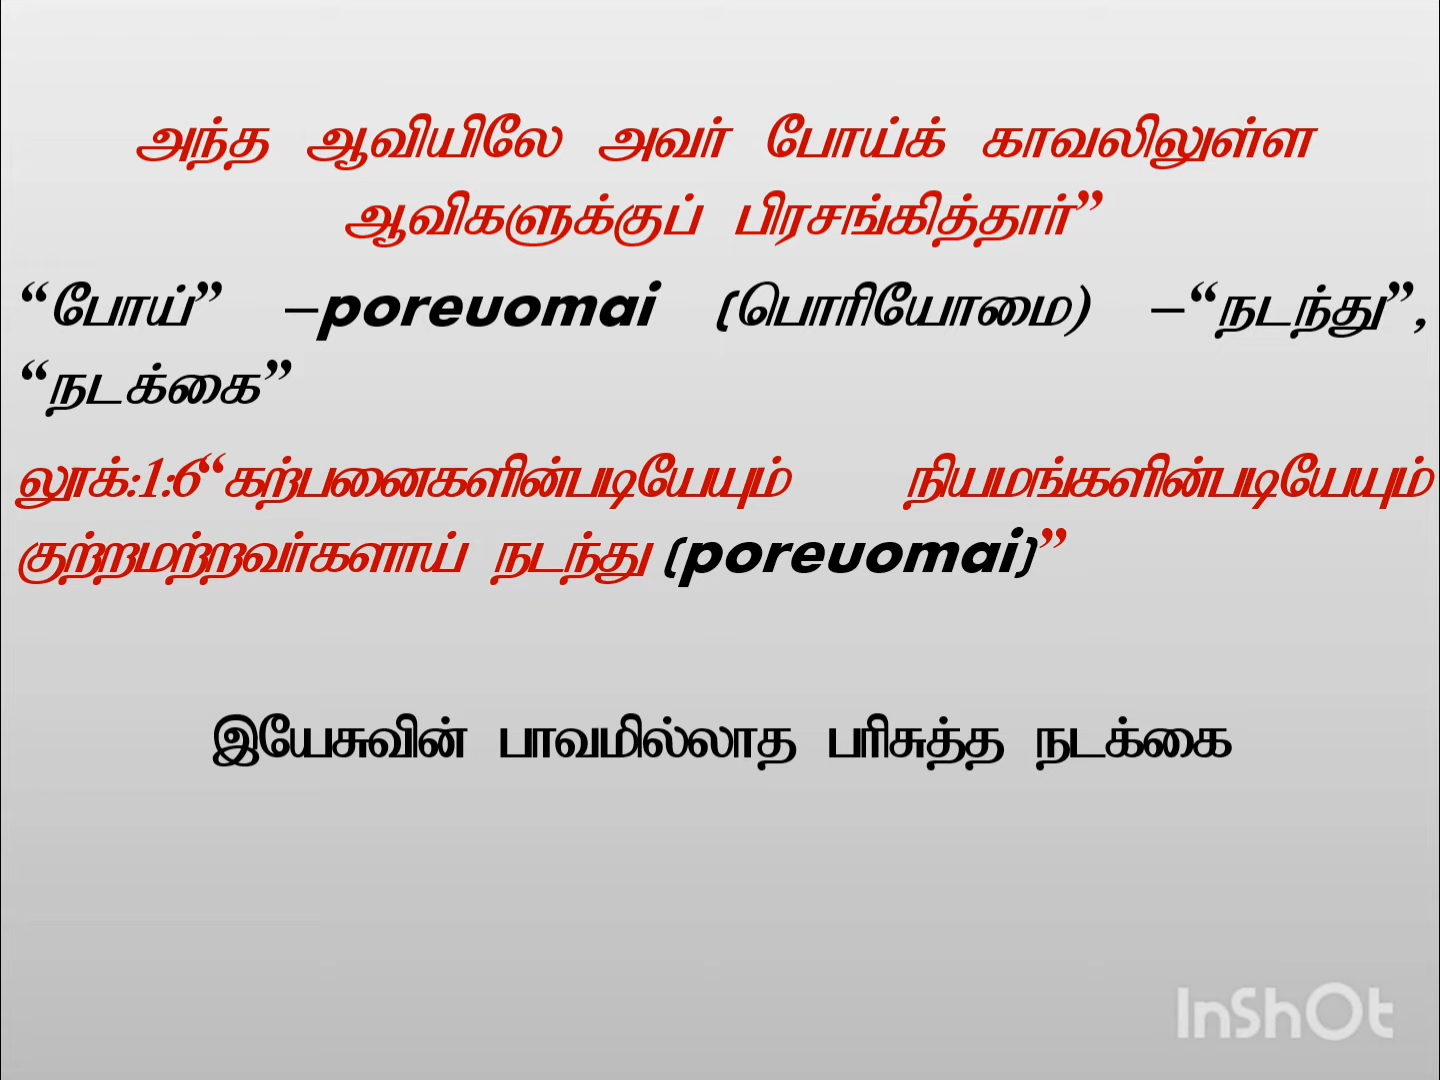 அந்த ஆவியிலே அவர் போய்க் காவலிலுள்ள
ஆவிகளுக்குப் பிரசங்கித்தார்”
“போய்” –poreuomai (பொரியோமை) –“நடந்து”,
“நடக்கை”
லூக்:1:6“கற்பனைகளின்படியேயும் நியமங்களின்படியேயும்
குற்றமற்றவர்களாய் நடந்து (poreuomai)”
இயேசுவின் பாவமில்லாத பரிசுத்த நடக்கை
InShOt